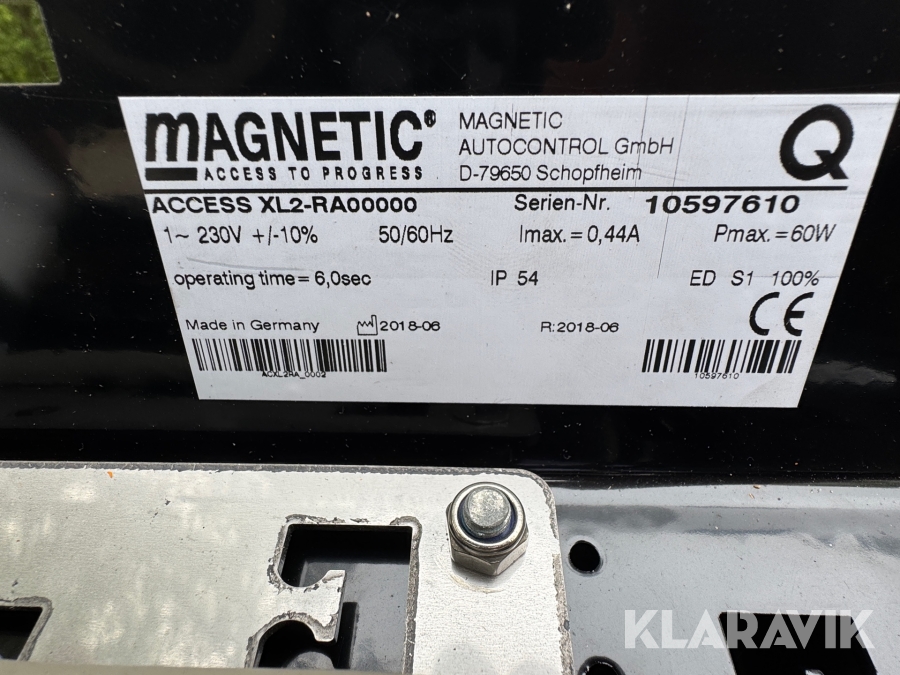 mAGNETIC®
ACCESS TO PROGRESS
MAGNETIC
AUTOCONTROL GmbH
D-79650 Schopfheim
Q
ACCESS XL2-RA00000 Serien-Nr. 10597610
1~ 230V +/-10% 50/60Hz Imax.=0,44A Pmax.=60W
operating time=6,0sec IP 54 ED S1 100%
CE
Made in Germany 2018-06 R:2018-06
ACXL2RA_0002 10597610
KLARAVIK